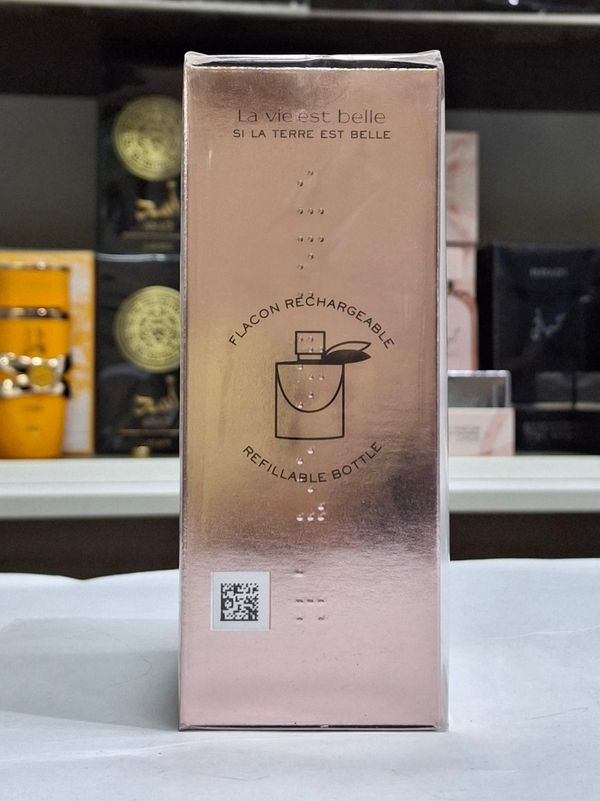 La vie est belle
SI LA TERRE EST BELLE
FLACON RECHARGEABLE
REFILLABLE BOTTLE